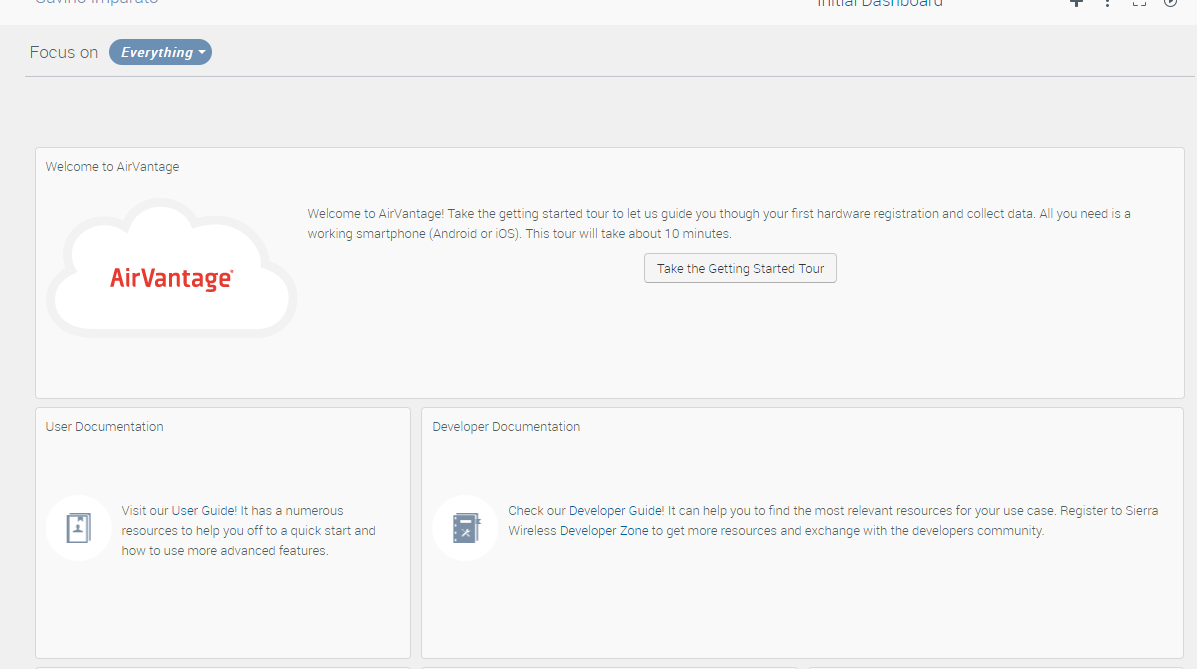 Gavino Imparato
Initial Dashboard
Focus on Everything
Welcome to AirVantage
AirVantage®
Welcome to AirVantage! Take the getting started tour to let us guide you though your first hardware registration and collect data. All you need is a
working smartphone (Android or iOS). This tour will take about 10 minutes.
Take the Getting Started Tour
User Documentation
Visit our User Guide! It has a numerous
resources to help you off to a quick start and
how to use more advanced features.
Developer Documentation
Check our Developer Guide! It can help you to find the most relevant resources for your use case. Register to Sierra
Wireless Developer Zone to get more resources and exchange with the developers community.